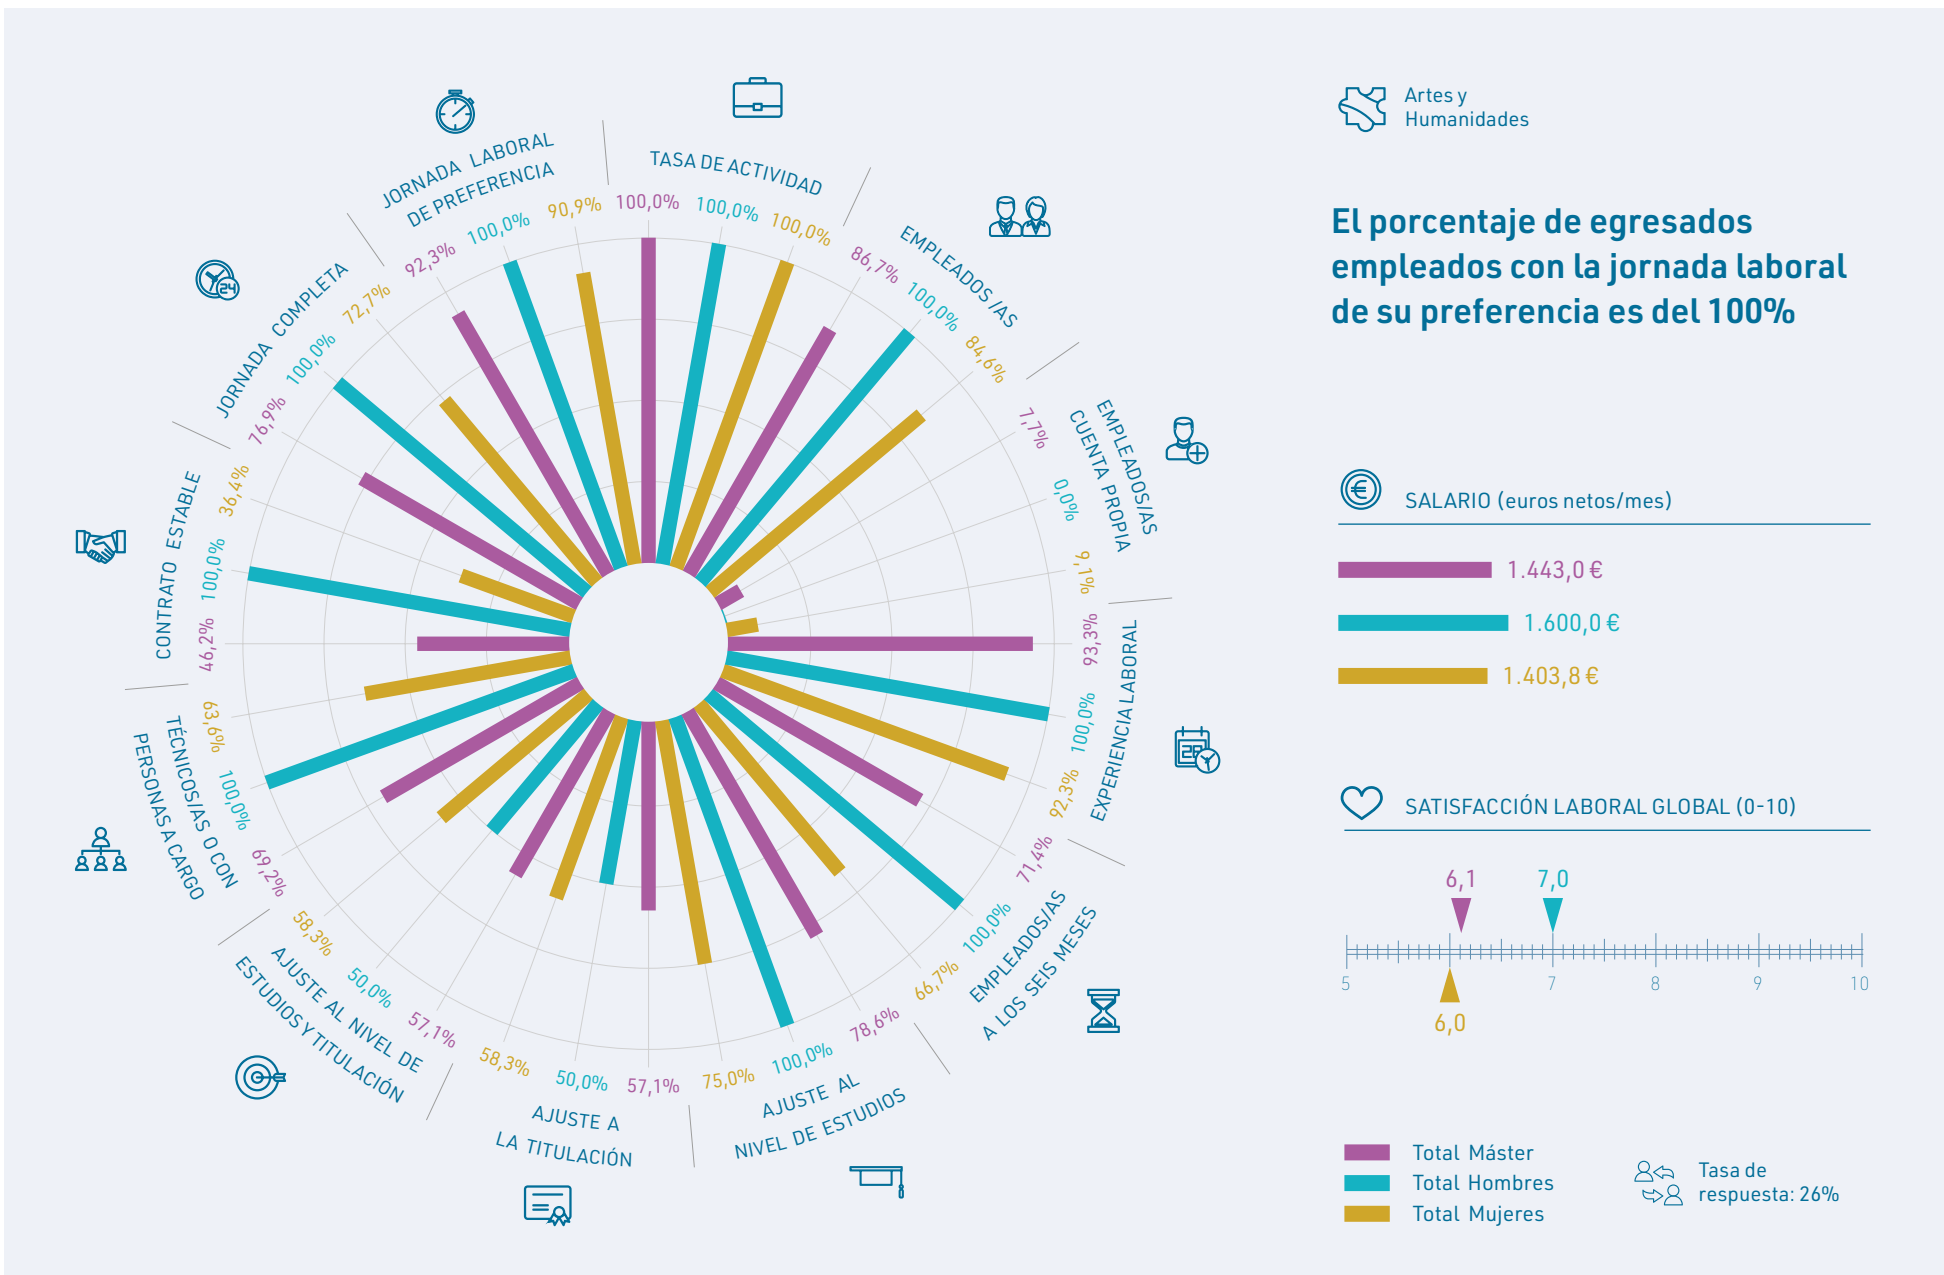 JORNADA LABORAL
DE PREFERENCIA
92,3%
100,0%
90,9%
TASA DE ACTIVIDAD
100,0%
100,0%
100,0%
EMPLEADOS /AS
86,7%
100,0%
84,6%
EMPLEADOS/AS
CUENTA PROPIA
7,7%
0,0%
9,1%
EXPERIENCIA LABORAL
93,3%
100,0%
92,3%
EMPLEADOS/AS
A LOS SEIS MESES
71,4%
100,0%
66,7%
AJUSTE AL
NIVEL DE ESTUDIOS
78,6%
100,0%
75,0%
AJUSTE A
LA TITULACIÓN
57,1%
50,0%
58,3%
AJUSTE AL NIVEL DE
ESTUDIOS Y TITULACIÓN
57,1%
50,0%
58,3%
TÉCNICOS/AS O CON
PERSONAS A CARGO
69,2%
100,0%
63,6%
CONTRATO ESTABLE
46,2%
100,0%
36,4%
JORNADA COMPLETA
76,9%
100,0%
72,7%
24
Artes y
Humanidades
El porcentaje de egresados
empleados con la jornada laboral
de su preferencia es del 100%
€
SALARIO (euros netos/mes)
1.443,0 €
1.600,0 €
1.403,8 €
SATISFACCIÓN LABORAL GLOBAL (0-10)
6,1
7,0
5
7
8
9
10
6,0
Total Máster
Total Hombres
Total Mujeres
Tasa de
respuesta: 26%